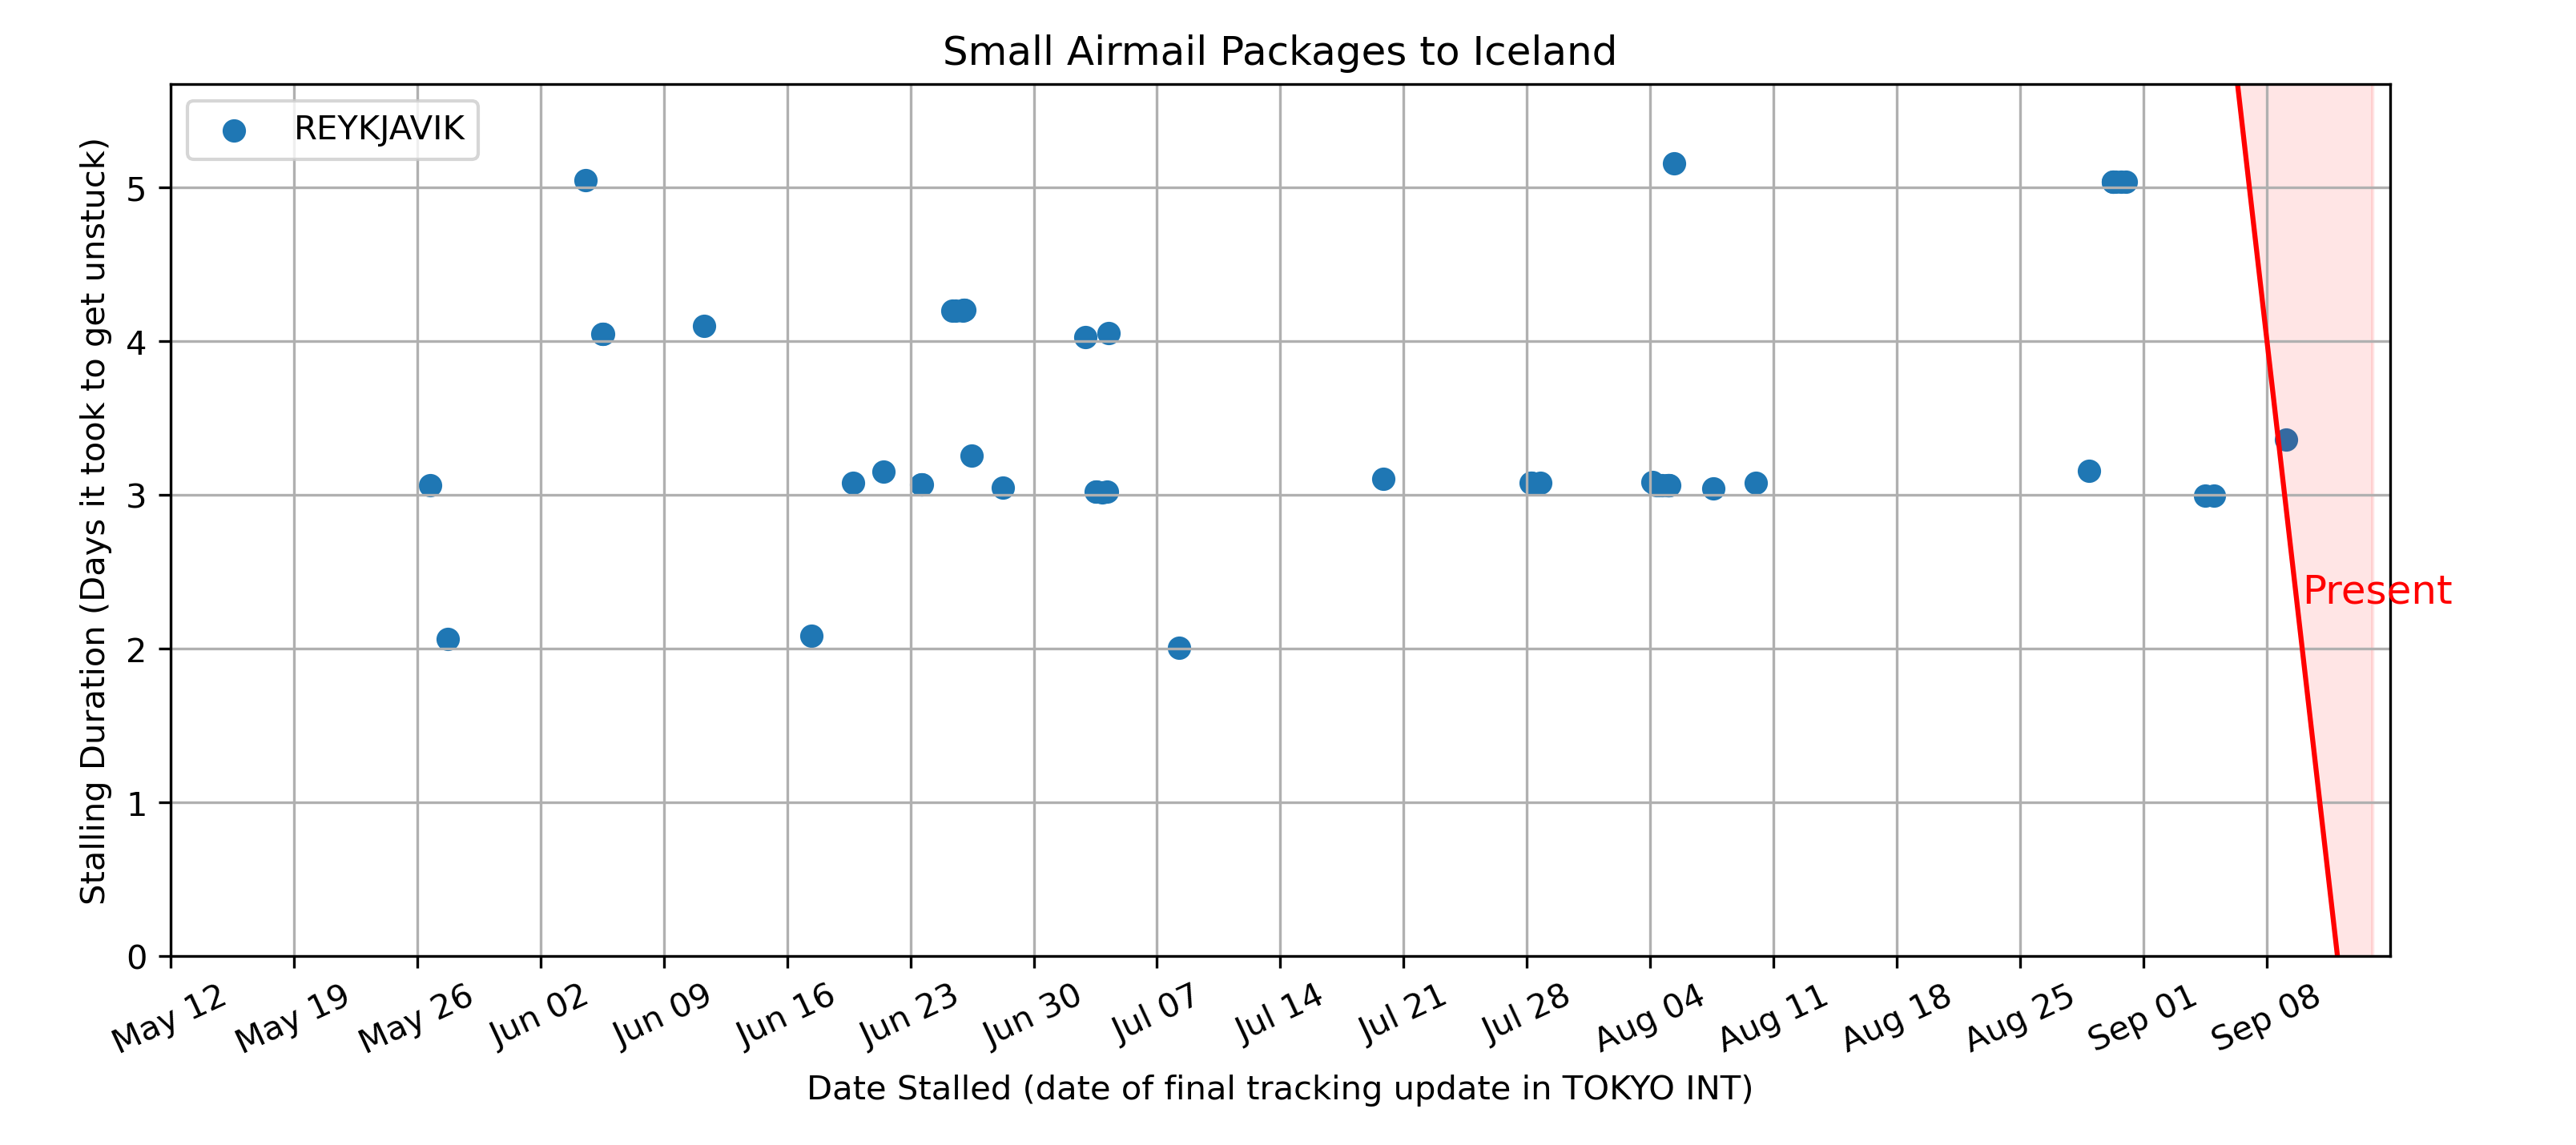 Small Airmail Packages to Iceland
REYKJAVIK
Stalling Duration (Days it took to get unstuck)
5
4
3
2
1
0
Present
May 12
May 19
May 26
Jun 02
Jun 09
Jun 16
Jun 23
Jun 30
Jul 07
Jul 14
Jul 21
Jul 28
Aug 04
Aug 11
Aug 18
Aug 25
Sep 01
Sep 08
Date Stalled (date of final tracking update in TOKYO INT)